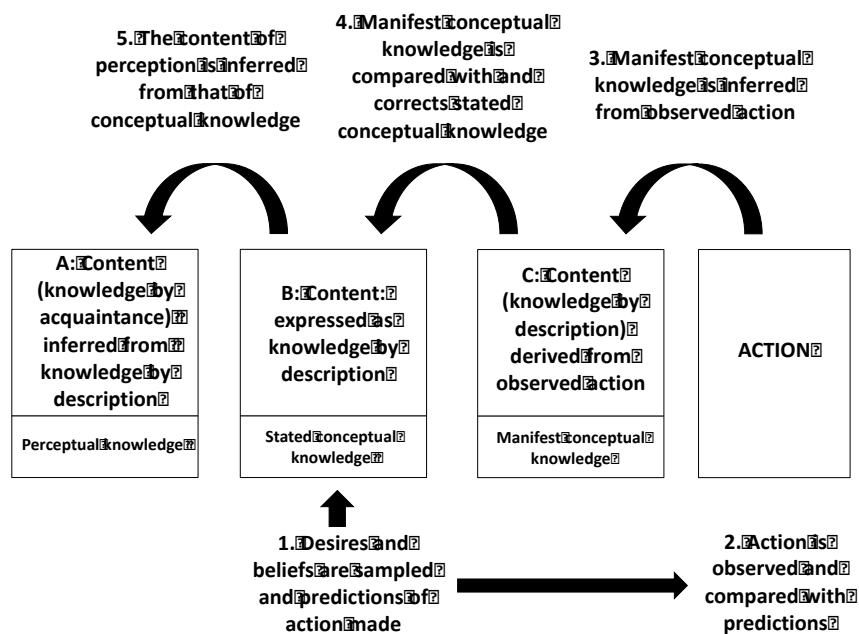 5. The content of
perception is inferred
from that of
conceptual knowledge
4. Manifest conceptual
knowledge is
compared with and
corrects stated
conceptual knowledge
3. Manifest conceptual
knowledge is inferred
from observed action
A: Content
(knowledge by
acquaintance)
inferred from
knowledge by
description
Perceptual knowledge
B: Content:
expressed as
knowledge by
description
Stated conceptual
knowledge
C: Content
(knowledge by
description)
derived from
observed action
Manifest conceptual
knowledge
ACTION
1. Desires and
beliefs are sampled
and predictions of
action made
2. Action is
observed and
compared with
predictions